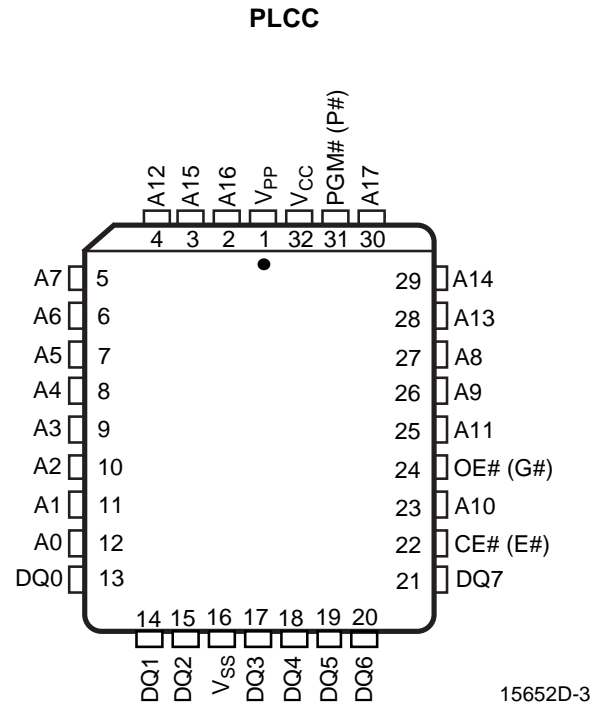 PLCC
A12 A15 A16 VPP VCC PGM# (P#) A17
4 3 2 1 32 31 30
A7 5 29 A14
A6 6 28 A13
A5 7 27 A8
A4 8 26 A9
A3 9 25 A11
A2 10 24 OE# (G#)
A1 11 23 A10
A0 12 22 CE# (E#)
DQ0 13 21 DQ7
14 15 16 17 18 19 20
DQ1 DQ2 VSS DQ3 DQ4 DQ5 DQ6
15652D-3